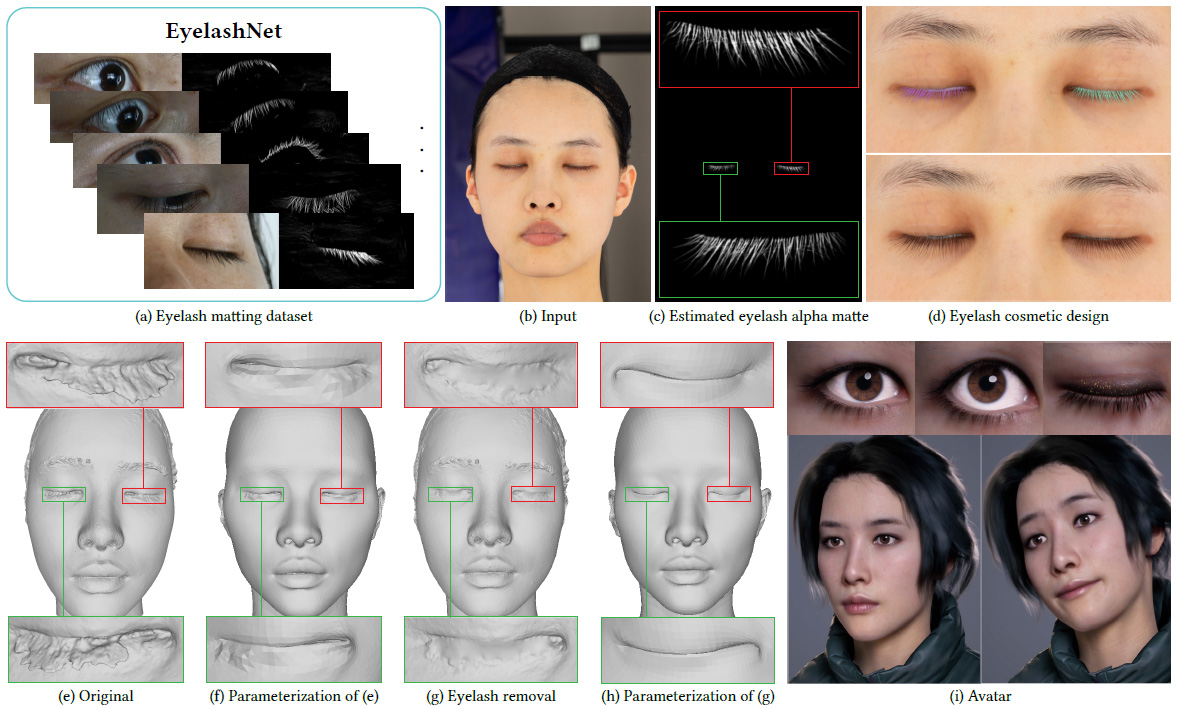 EyelashNet
(a) Eyelash matting dataset
(b) Input
(c) Estimated eyelash alpha matte
(d) Eyelash cosmetic design
(e) Original
(f) Parameterization of (e)
(g) Eyelash removal
(h) Parameterization of (g)
(i) Avatar